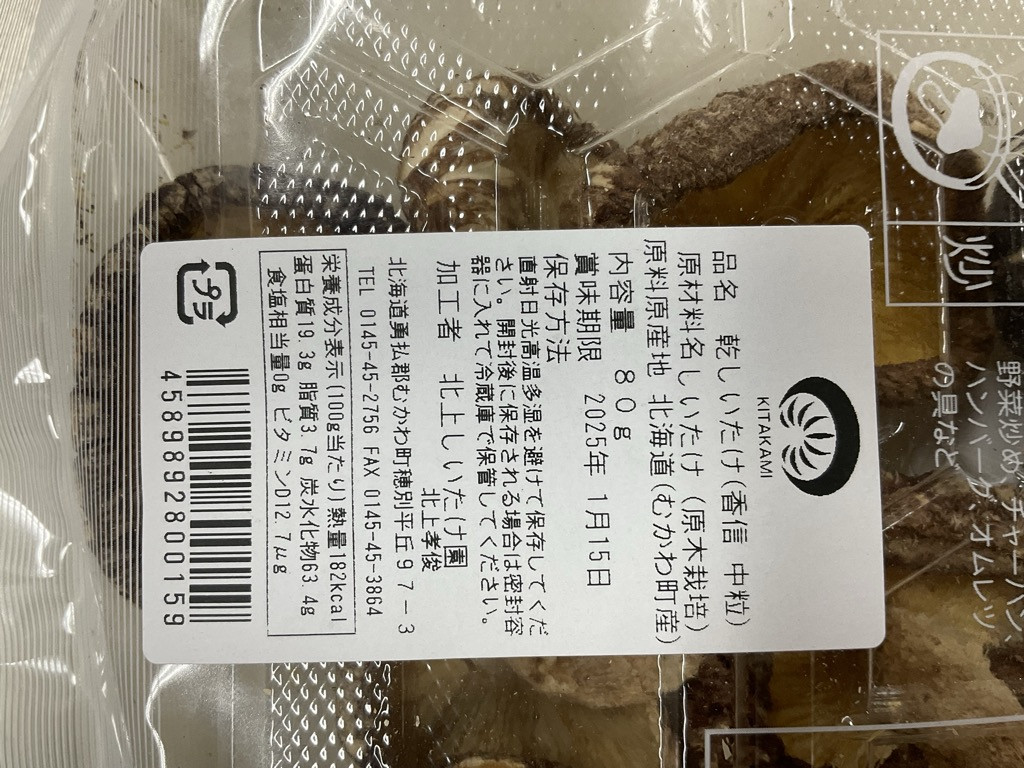 KITAKAMI
品名 乾しいたけ(香信 中粒)
原材料名 しいたけ (原木栽培)
原料原産地 北海道(むかわ町産)
内容量 80g
賞味期限 2025年 1月15日
保存方法
直射日光高温多湿を避けて保存してくだ
さい。開封後に保存される場合は密封容
器に入れて冷蔵庫で保管してください。
加工者 北上しいたけ園
北上孝俊
北海道勇払郡むかわ町穂別平丘97-3
TEL 0145-45-2756 FAX 0145-45-3864
栄養成分表示(100g当たり)熱量182kcal
蛋白質19.3g 脂質3.7g 炭水化物63.4g
食塩相当量0g ビタミンD12.7μg
プラ
4589892800159
炒
野菜炒め、チャーハン、
ハンバーグ、オムレツ
の具など